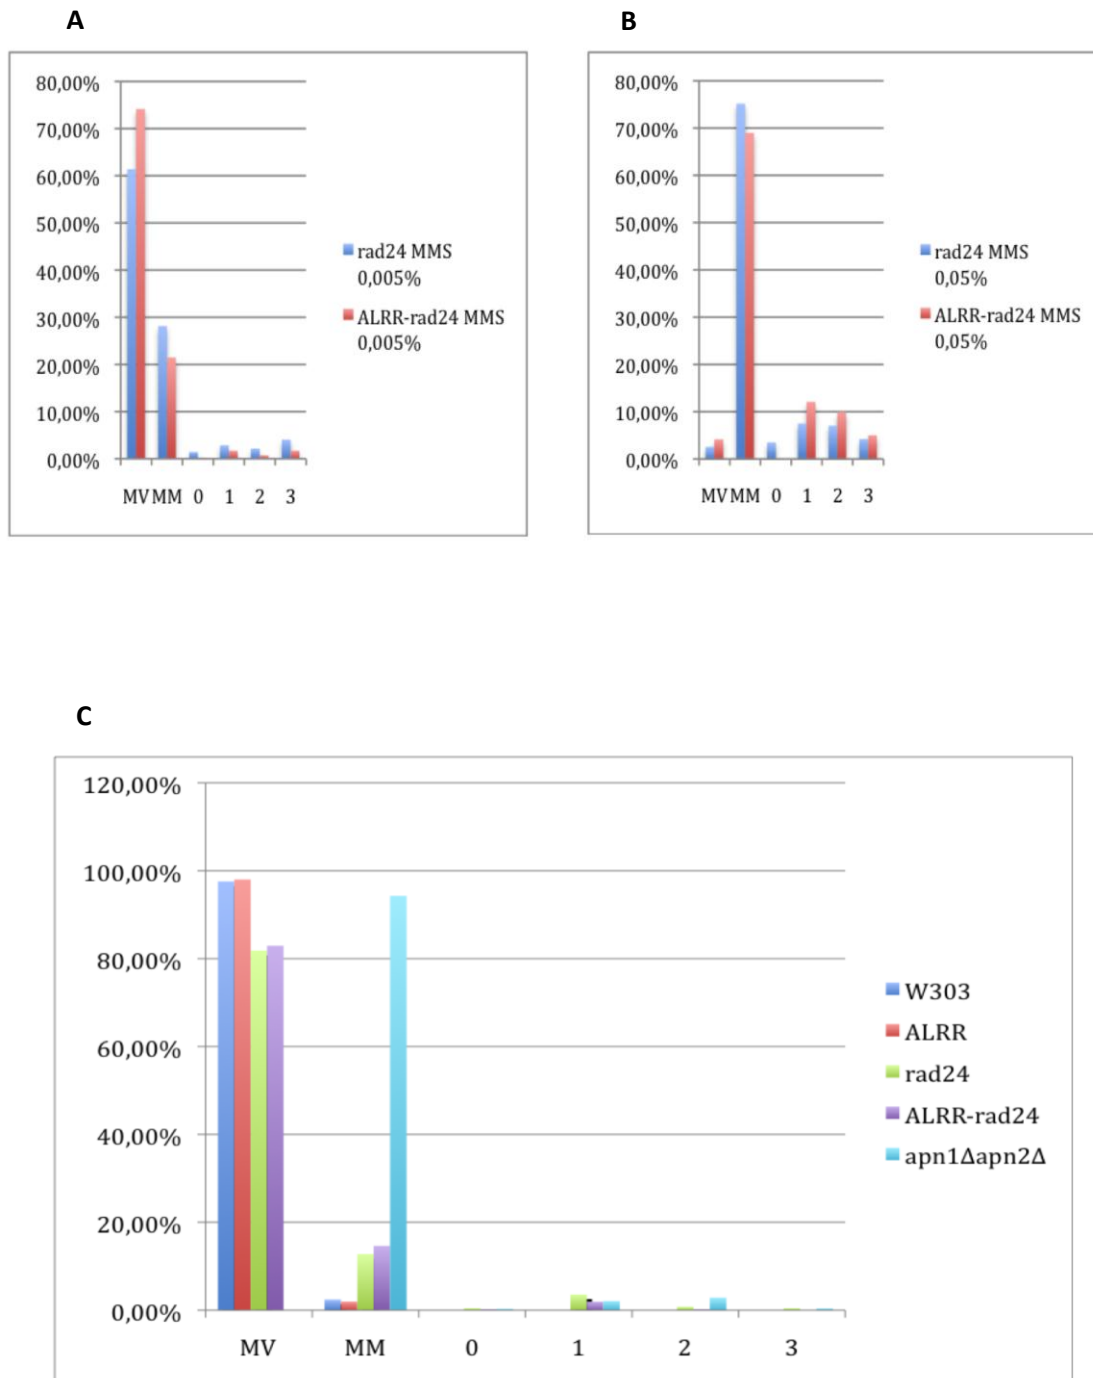 A
80,00%
70,00%
60,00%
50,00%
40,00%
30,00%
20,00%
10,00%
0,00%
MV MM 0 1 2 3
rad24 MMS
0,005%
ALRR-rad24 MMS
0,005%
B
80,00%
70,00%
60,00%
50,00%
40,00%
30,00%
20,00%
10,00%
0,00%
MV MM 0 1 2 3
rad24 MMS
0,05%
ALRR-rad24 MMS
0,05%
C
120,00%
100,00%
80,00%
60,00%
40,00%
20,00%
0,00%
MV MM 0 1 2 3
W303
ALRR
rad24
ALRR-rad24
apn1Δapn2Δ